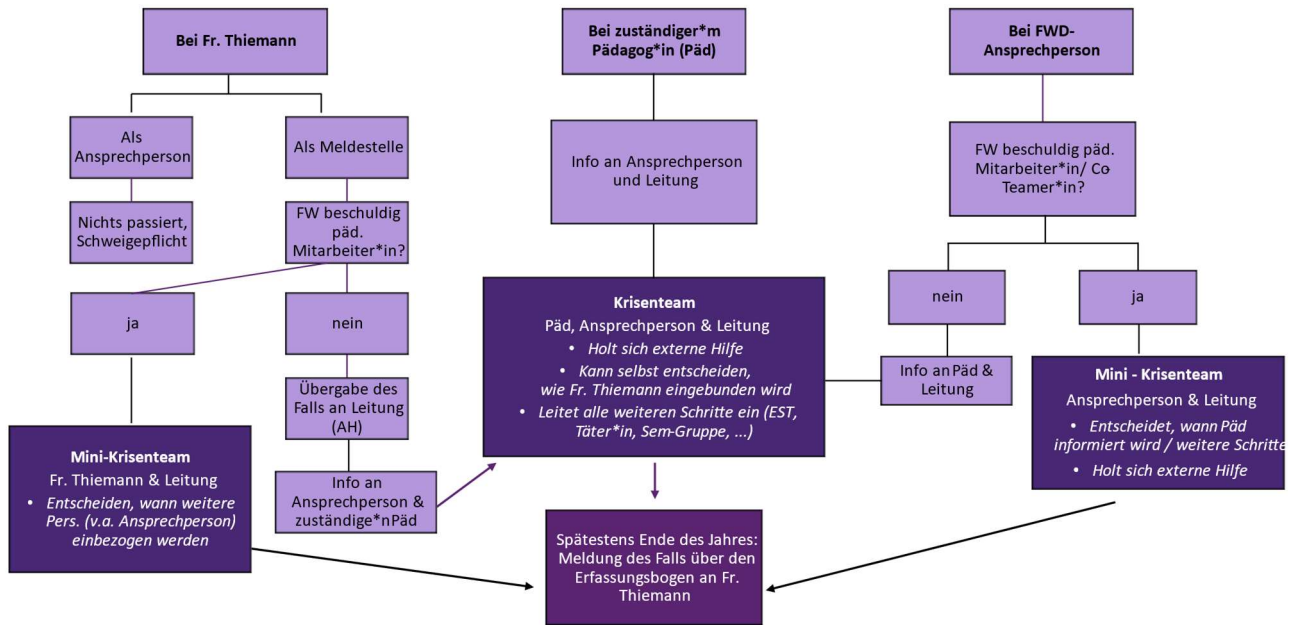 Bei Fr. Thiemann
Als
Ansprechperson
Nichts passiert,
Schweigepflicht
Als Meldestelle
FW beschuldig
päd.
Mitarbeiter*in?
ja
Mini-Krisenteam
Fr. Thiemann & Leitung
• Entscheiden, wann weitere
Pers. (v.a. Ansprechperson)
einbezogen werden
nein
Übergabe des
Falls an Leitung
(AH)
Info an
Ansprechperson &
zuständige*nPäd
Bei zuständiger*m
Pädagog*in (Päd)
Info an Ansprechperson
und Leitung
Krisenteam
Päd, Ansprechperson & Leitung
• Holt sich externe Hilfe
• Kann selbst entscheiden,
wie Fr. Thiemann eingebunden wird
• Leitet alle weiteren Schritte ein (EST,
Täter*in, Sem-Gruppe, ...)
Spätestens Ende des Jahres:
Meldung des Falls über den
Erfassungsbogen an Fr.
Thiemann
Bei FWD-
Ansprechperson
FW beschuldig päd.
Mitarbeiter*in/ Co-
Teamer*in?
nein
Info an Päd &
Leitung
ja
Mini - Krisenteam
Ansprechperson & Leitung
• Entscheidet, wann Päd
informiert wird / weitere Schritte
• Holt sich externe Hilfe